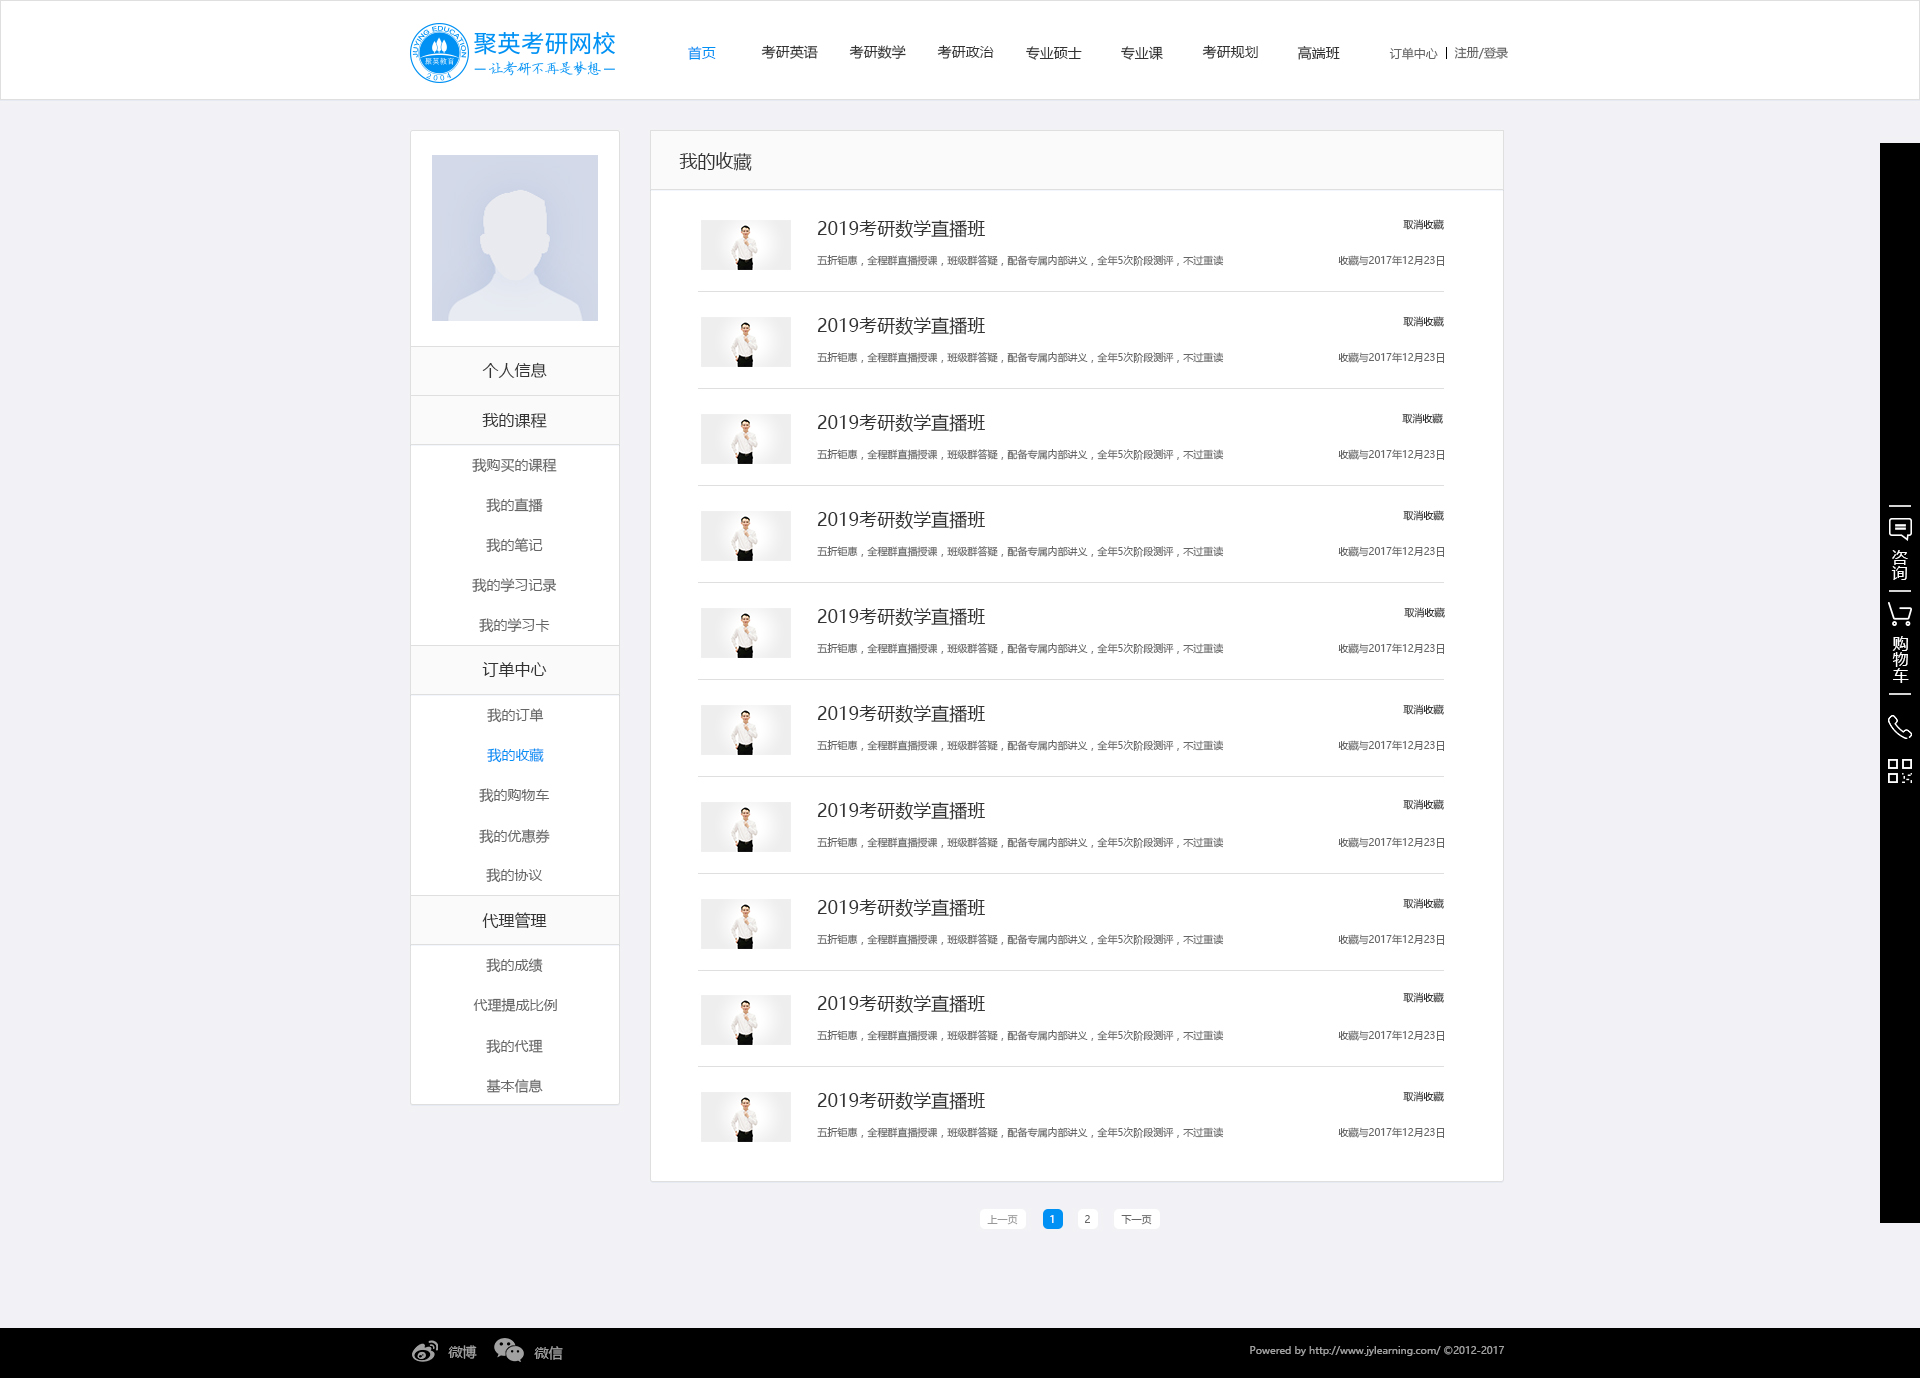 JUYING EDUCATION
聚英教育
2004
聚英考研网校
让考研不再是梦想
首页 考研英语 考研数学 考研政治 专业硕士 专业课 考研规划 高端班 订单中心 注册/登录
个人信息
我的课程
我购买的课程
我的直播
我的笔记
我的学习记录
我的学习卡
订单中心
我的订单
我的收藏
我的购物车
我的优惠券
我的协议
代理管理
我的成绩
代理提成比例
我的代理
基本信息
我的收藏
2019考研数学直播班 取消收藏
五折钜惠，全程群直播授课，班级群答疑，配备专属内部讲义，全年5次阶段测评，不过重读 收藏与2017年12月23日
2019考研数学直播班 取消收藏
五折钜惠，全程群直播授课，班级群答疑，配备专属内部讲义，全年5次阶段测评，不过重读 收藏与2017年12月23日
2019考研数学直播班 取消收藏
五折钜惠，全程群直播授课，班级群答疑，配备专属内部讲义，全年5次阶段测评，不过重读 收藏与2017年12月23日
2019考研数学直播班 取消收藏
五折钜惠，全程群直播授课，班级群答疑，配备专属内部讲义，全年5次阶段测评，不过重读 收藏与2017年12月23日
2019考研数学直播班 取消收藏
五折钜惠，全程群直播授课，班级群答疑，配备专属内部讲义，全年5次阶段测评，不过重读 收藏与2017年12月23日
2019考研数学直播班 取消收藏
五折钜惠，全程群直播授课，班级群答疑，配备专属内部讲义，全年5次阶段测评，不过重读 收藏与2017年12月23日
2019考研数学直播班 取消收藏
五折钜惠，全程群直播授课，班级群答疑，配备专属内部讲义，全年5次阶段测评，不过重读 收藏与2017年12月23日
2019考研数学直播班 取消收藏
五折钜惠，全程群直播授课，班级群答疑，配备专属内部讲义，全年5次阶段测评，不过重读 收藏与2017年12月23日
2019考研数学直播班 取消收藏
五折钜惠，全程群直播授课，班级群答疑，配备专属内部讲义，全年5次阶段测评，不过重读 收藏与2017年12月23日
2019考研数学直播班 取消收藏
五折钜惠，全程群直播授课，班级群答疑，配备专属内部讲义，全年5次阶段测评，不过重读 收藏与2017年12月23日
上一页 1 2 下一页
咨询
购物车
微博 微信
Powered by http://www.jylearning.com/ ©2012-2017